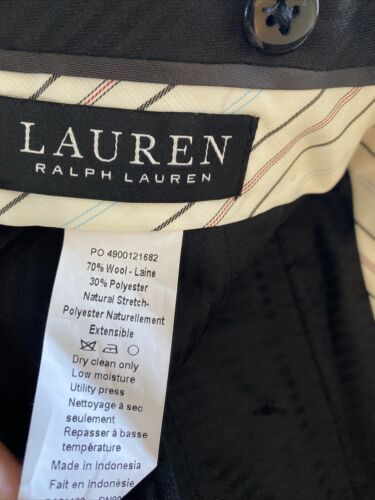 LAUREN
RALPH LAUREN
PO 4900121682
70% Wool - Laine
30% Polyester
Natural Stretch-
Polyester Naturellement
Extensible
Dry clean only
Low moisture
Utility press
Nettoyage à sec
seulement
Repasser à basse
température
Made in Indonesia
Fait en Indonésie